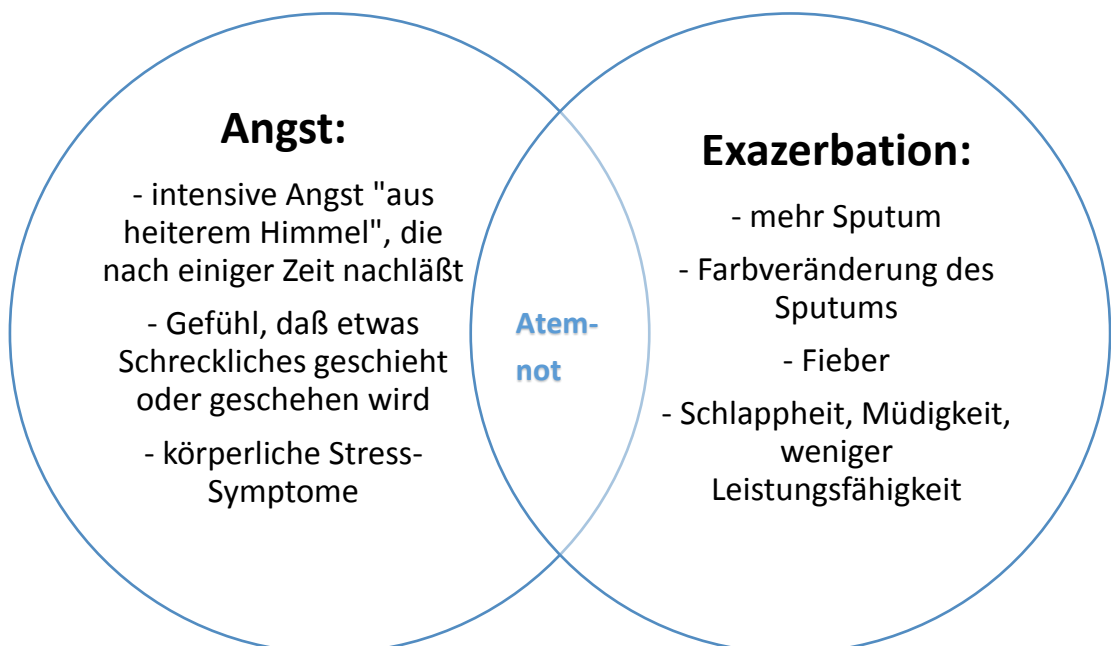 Angst:
- intensive Angst "aus
heiterem Himmel", die
nach einiger Zeit nachläßt
- Gefühl, daß etwas
Schreckliches geschieht
oder geschehen wird
- körperliche Stress-
Symptome
Atem-
not
Exazerbation:
- mehr Sputum
- Farbveränderung des
Sputums
- Fieber
- Schlappheit, Müdigkeit,
weniger
Leistungsfähigkeit